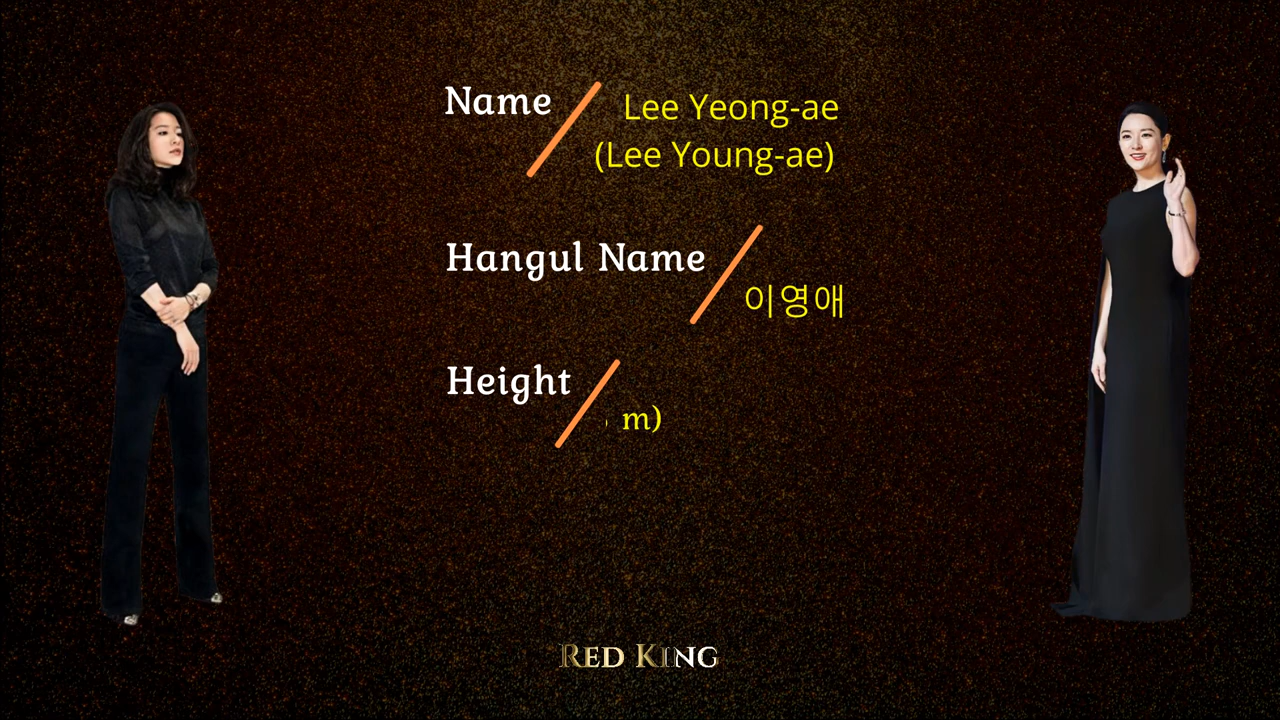 Name
Lee Yeong-ae
(Lee Young-ae)
Hangul Name
이영애
Height
m)
RED KING